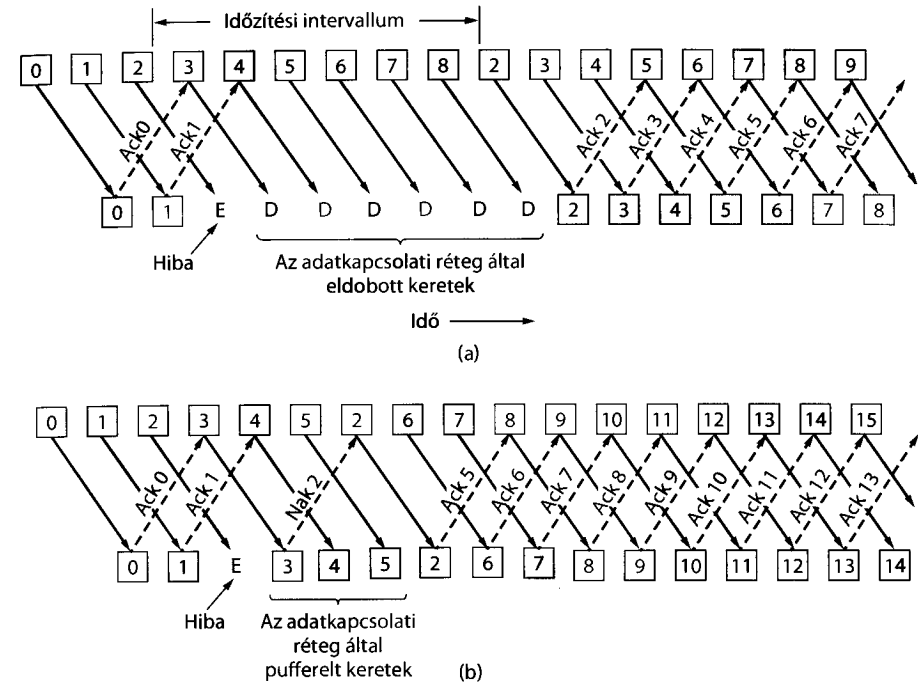 Időzítési intervallum
0 1 2 3 4 5 6 7 8 2 3 4 5 6 7 8 9
Ack0 Ack1 Ack 2 Ack 3 Ack 4 Ack 5 Ack 6 Ack 7
0 1 E D D D D D D 2 3 4 5 6 7 8
Hiba
Az adatkapcsolati réteg által
eldobott keretek
Idő
(a)
0 1 2 3 4 5 2 6 7 8 9 10 11 12 13 14 15
Ack 0 Ack 1 Nak 2 Ack 5 Ack 6 Ack 7 Ack 8 Ack 9 Ack 10 Ack 11 Ack 12 Ack 13
0 1 E 3 4 5 2 6 7 8 9 10 11 12 13 14
Hiba
Az adatkapcsolati
réteg által
pufferelt keretek
(b)